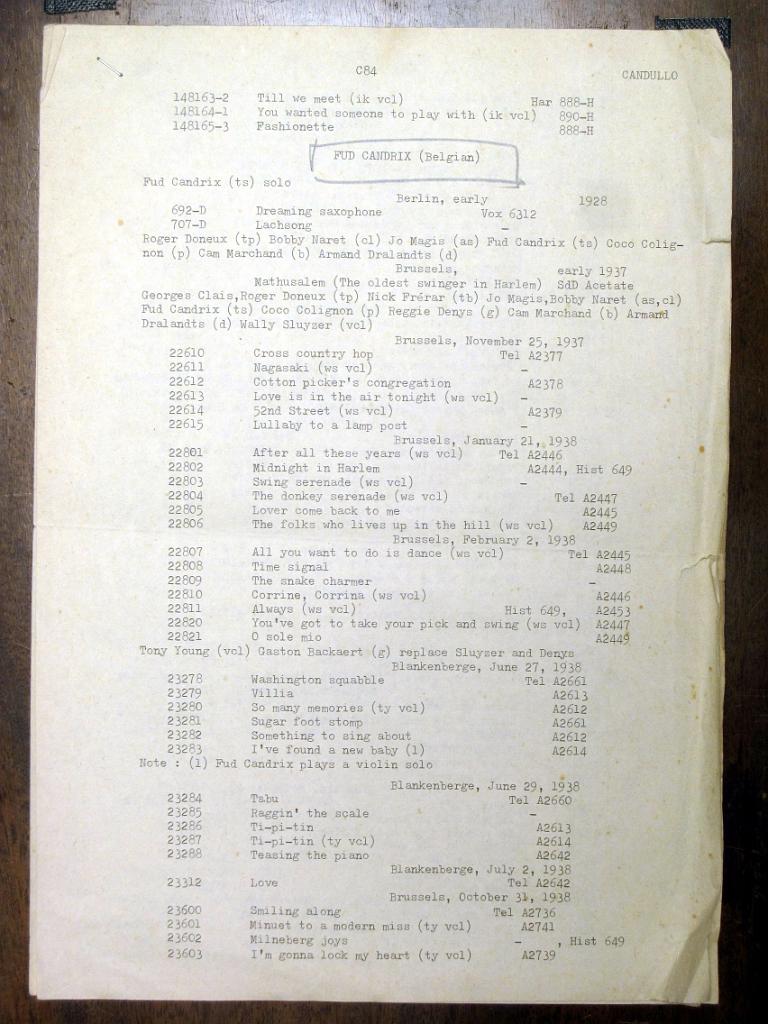 C84 CANDULLO
148163-2 Till we meet (ik vcl) Har 888-H
148164-1 You wanted someone to play with (ik vcl) 890-H
148165-3 Fashionette 888-H
FUD CANDRIX (Belgian)
Fud Candrix (ts) solo
Berlin, early 1928
692-D Dreaming saxophone Vox 6312
707-D Lachsong –
Roger Doneux (tp) Bobby Naret (cl) Jo Magis (as) Fud Candrix (ts) Coco Colig-
non (p) Cam Marchand (b) Armand Dralandts (d)
Brussels, early 1937
Mathusalem (The oldest swinger in Harlem) SdD Acetate
Georges Clais,Roger Doneux (tp) Nick Frérar (tb) Jo Magis,Bobby Naret (as,cl)
Fud Candrix (ts) Coco Colignon (p) Reggie Denys (g) Cam Marchand (b) Armand
Dralandts (d) Wally Sluyzer (vcl)
Brussels, November 25, 1937
22610 Cross country hop Tel A2377
22611 Nagasaki (ws vcl) –
22612 Cotton picker's congregation A2378
22613 Love is in the air tonight (ws vcl) –
22614 52nd Street (ws vcl) A2379
22615 Lullaby to a lamp post –
Brussels, January 21, 1938
22801 After all these years (ws vcl) Tel A2446
22802 Midnight in Harlem A2444, Hist 649
22803 Swing serenade (ws vcl) –
22804 The donkey serenade (ws vcl) Tel A2447
22805 Lover come back to me A2445
22806 The folks who lives up in the hill (ws vcl) A2449
Brussels, February 2, 1938
22807 All you want to do is dance (ws vcl) Tel A2445
22808 Time signal A2448
22809 The snake charmer –
22810 Corrine, Corrina (ws vcl) A2446
22811 Always (ws vcl) Hist 649, A2453
22820 You've got to take your pick and swing (ws vcl) A2447
22821 O sole mio A2449
Tony Young (vcl) Gaston Backaert (g) replace Sluyzer and Denys
Blankenberge, June 27, 1938
23278 Washington squabble Tel A2661
23279 Villia A2613
23280 So many memories (ty vcl) A2612
23281 Sugar foot stomp A2661
23282 Something to sing about A2612
23283 I've found a new baby (1) A2614
Note : (1) Fud Candrix plays a violin solo
Blankenberge, June 29, 1938
23284 Tabu Tel A2660
23285 Raggin' the scale –
23286 Ti-pi-tin A2613
23287 Ti-pi-tin (ty vcl) A2614
23288 Teasing the piano A2642
Blankenberge, July 2, 1938
23312 Love Tel A2642
Brussels, October 31, 1938
23600 Smiling along Tel A2736
23601 Minuet to a modern miss (ty vcl) A2741
23602 Milneberg joys – , Hist 649
23603 I'm gonna lock my heart (ty vcl) A2739